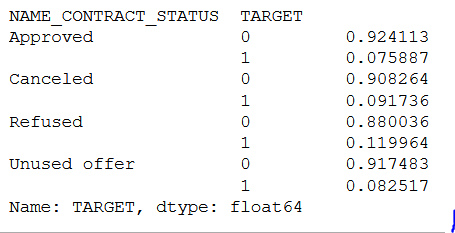 NAME_CONTRACT_STATUS  TARGET
Approved              0         0.924113
                      1         0.075887
Canceled              0         0.908264
                      1         0.091736
Refused               0         0.880036
                      1         0.119964
Unused offer          0         0.917483
                      1         0.082517
Name: TARGET, dtype: float64